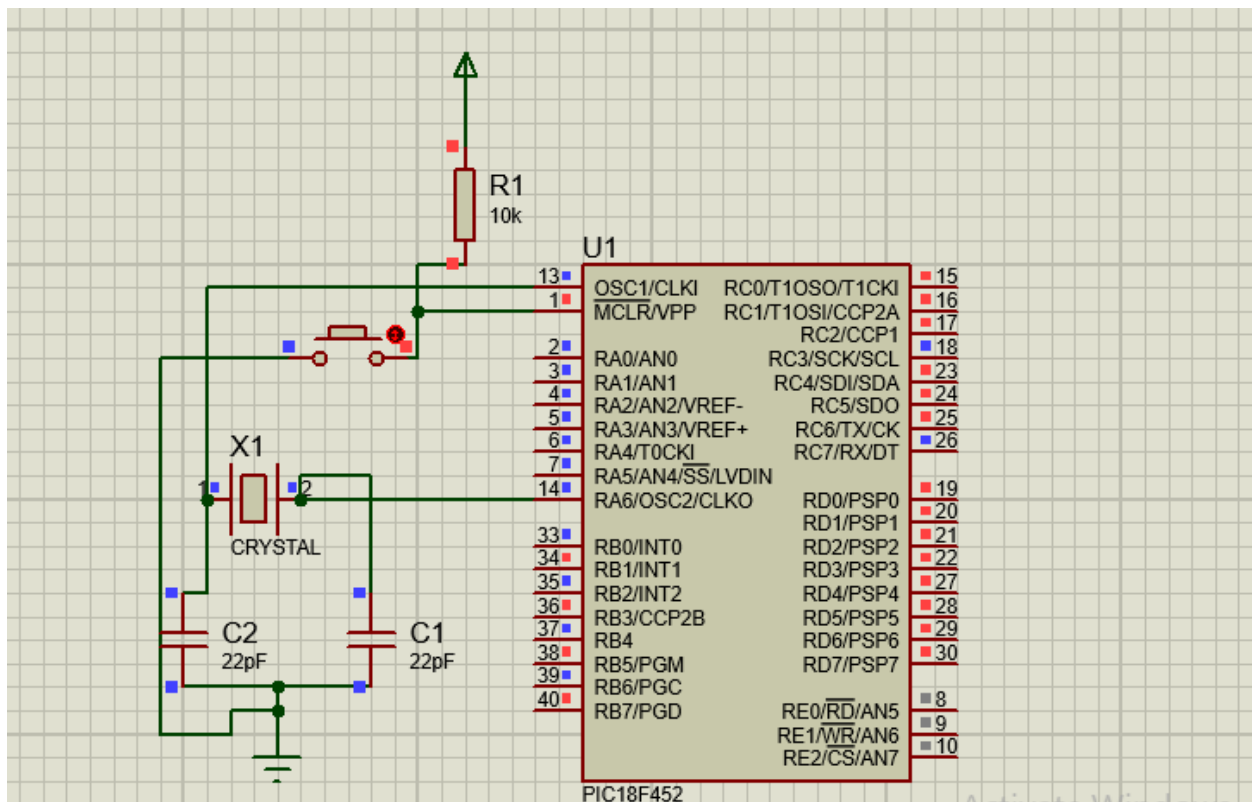 R1
10k
U1
13
OSC1/CLKI
RC0/T1OSO/T1CKI
15
1
MCLR/VPP
RC1/T1OSI/CCP2A
16
RC2/CCP1
17
2
RA0/AN0
RC3/SCK/SCL
18
3
RA1/AN1
RC4/SDI/SDA
23
4
RA2/AN2/VREF-
RC5/SDO
24
5
RA3/AN3/VREF+
RC6/TX/CK
25
6
RA4/T0CKI
RC7/RX/DT
26
7
RA5/AN4/SS/LVDIN
14
RA6/OSC2/CLKO
RD0/PSP0
19
RD1/PSP1
20
33
RB0/INT0
RD2/PSP2
21
34
RB1/INT1
RD3/PSP3
22
35
RB2/INT2
RD4/PSP4
27
36
RB3/CCP2B
RD5/PSP5
28
37
RB4
RD6/PSP6
29
38
RB5/PGM
RD7/PSP7
30
39
RB6/PGC
40
RB7/PGD
RE0/RD/AN5
8
RE1/WR/AN6
9
RE2/CS/AN7
10
PIC18F452
X1
1
2
CRYSTAL
C2
22pF
C1
22pF